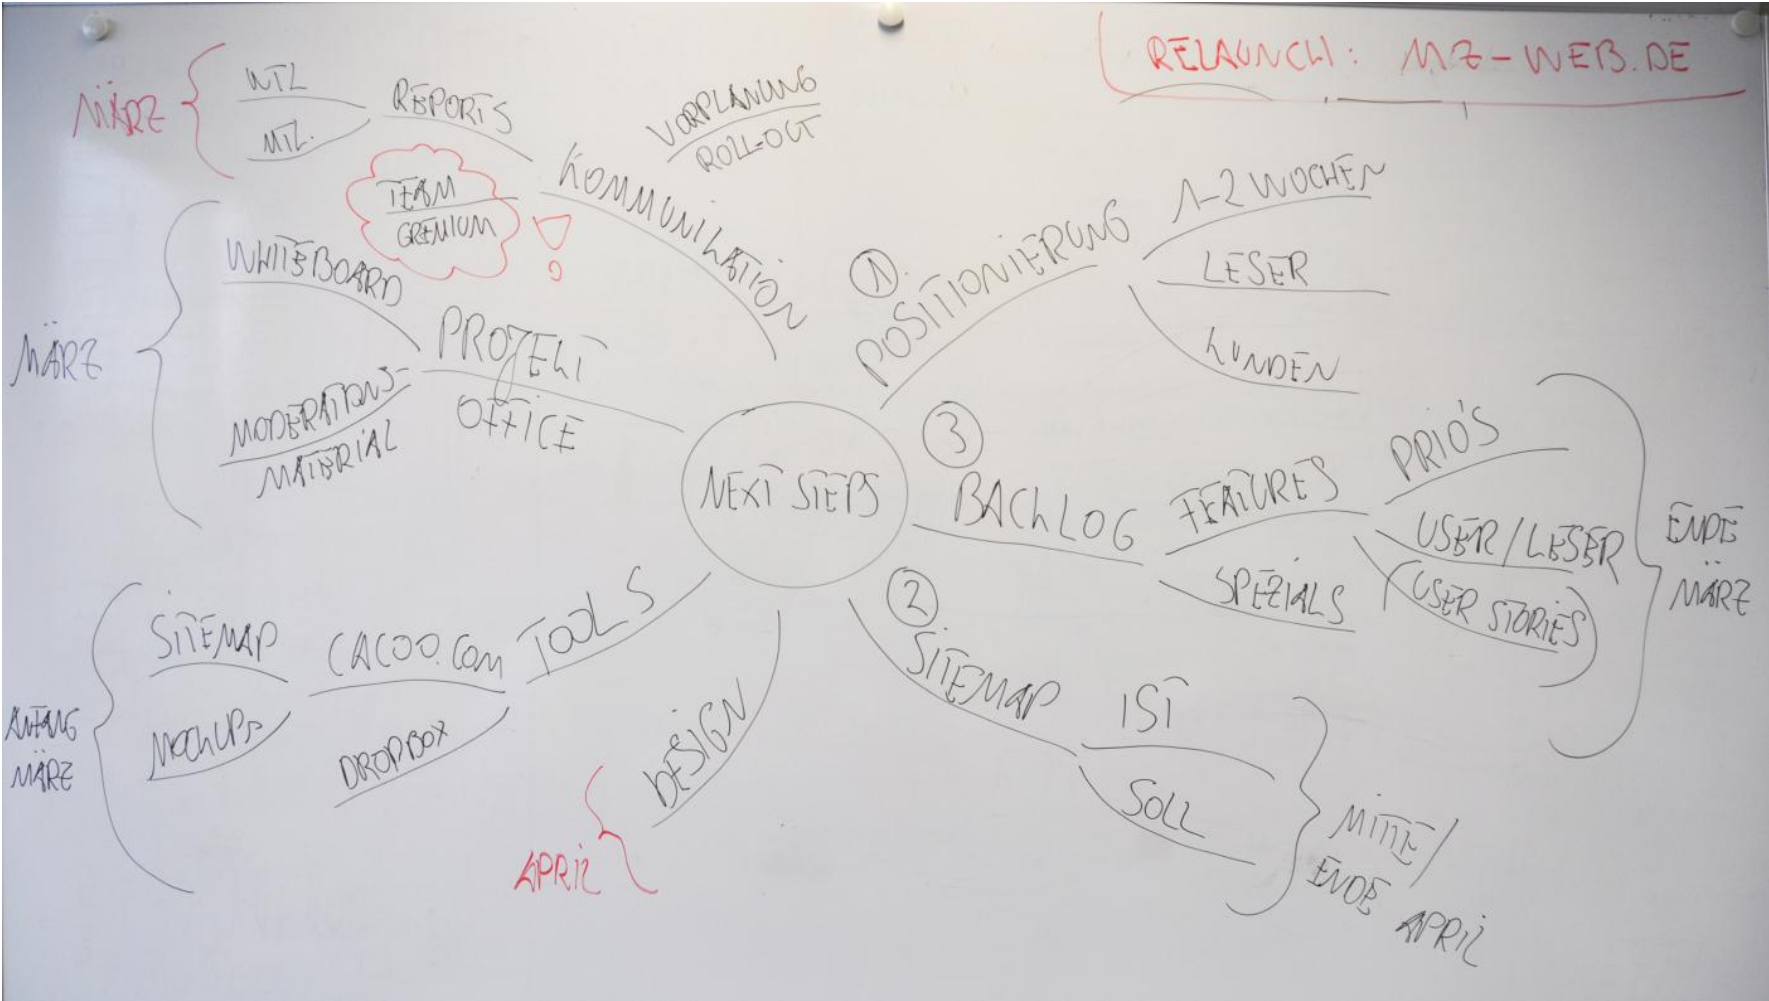 RELAUNCH: MZ-WEB.DE
MÄRZ
WTL
MTL.
REPORTS
VORPLANUNG
ROLL-OUT
KOMMUNIKATION
TEAM
GREMIUM
!
MÄRZ
WHITEBOARD
MODERATIONS-
MATERIAL
PROJEKT
OFFICE
NEXT STEPS
1.
POSITIONIERUNG
1-2 WOCHEN
LESER
KUNDEN
3
BACKLOG
FEATURES
PRIO'S
USER/LESER
(USER STORIES)
SPEZIALS
ENDE
MÄRZ
2
SITEMAP
IST
SOLL
MITTE/
ENDE APRIL
DESIGN
APRIL
TOOLS
CACOO.COM
DROPBOX
SITEMAP
MOCKUPS
ANFANG
MÄRZ